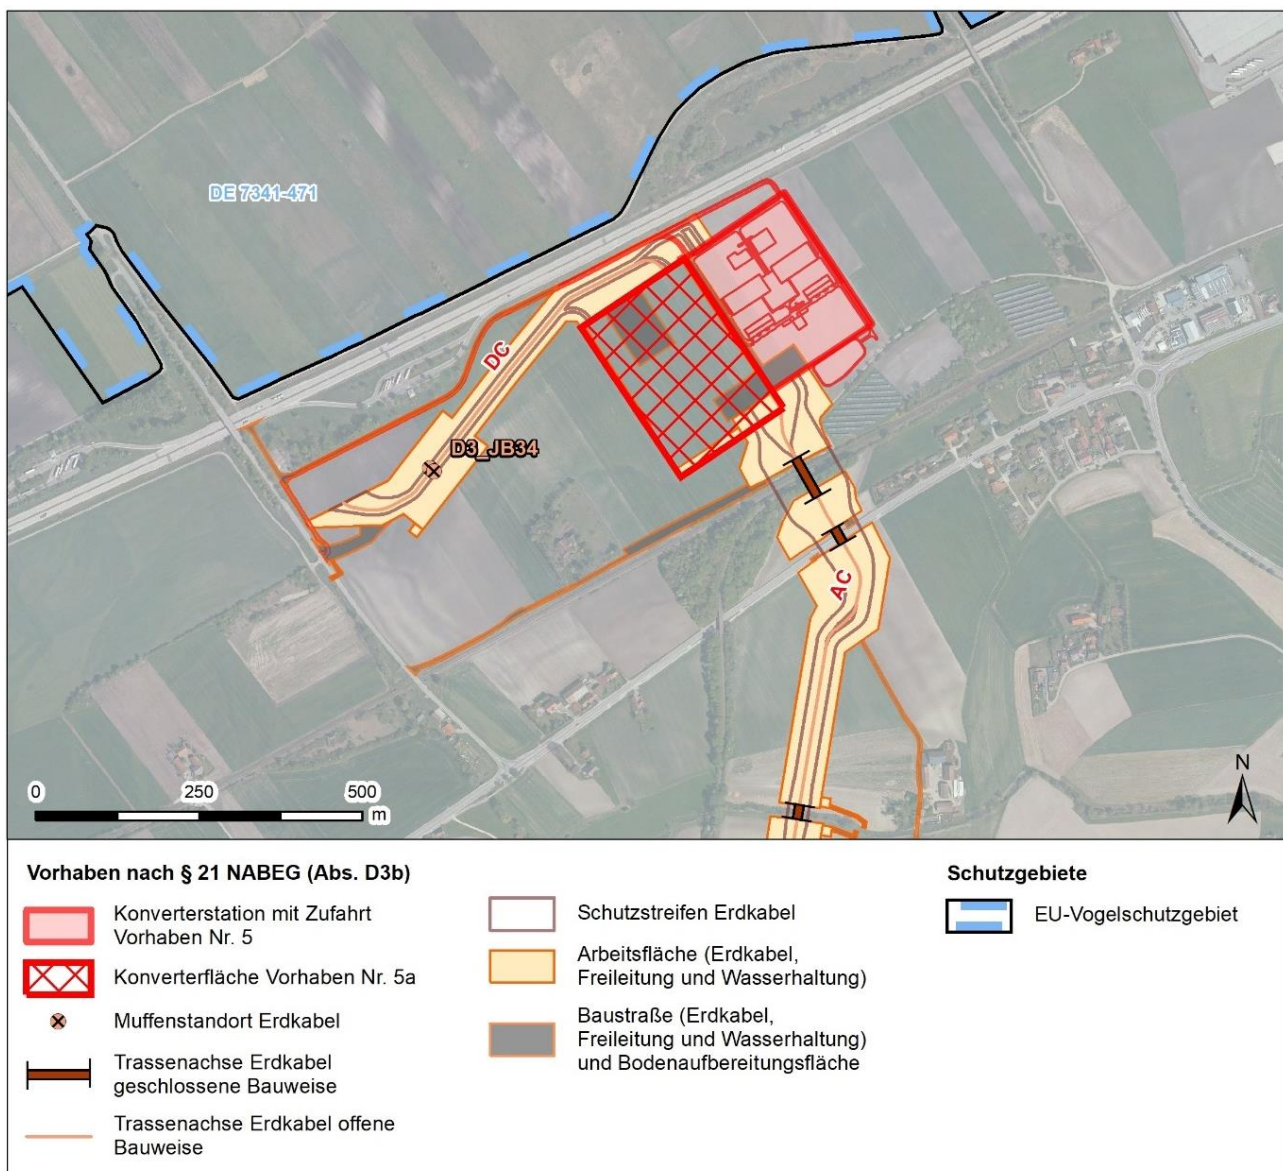 DE 7341-471
DC
D3_JB34
AC
0
250
500
m
N
Vorhaben nach § 21 NABEG (Abs. D3b)
Konverterstation mit Zufahrt
Vorhaben Nr. 5
Konverterfläche Vorhaben Nr. 5a
Muffenstandort Erdkabel
Trassenachse Erdkabel
geschlossene Bauweise
Trassenachse Erdkabel offene
Bauweise
Schutzstreifen Erdkabel
Arbeitsfläche (Erdkabel,
Freileitung und Wasserhaltung)
Baustraße (Erdkabel,
Freileitung und Wasserhaltung)
und Bodenaufbereitungsfläche
Schutzgebiete
EU-Vogelschutzgebiet